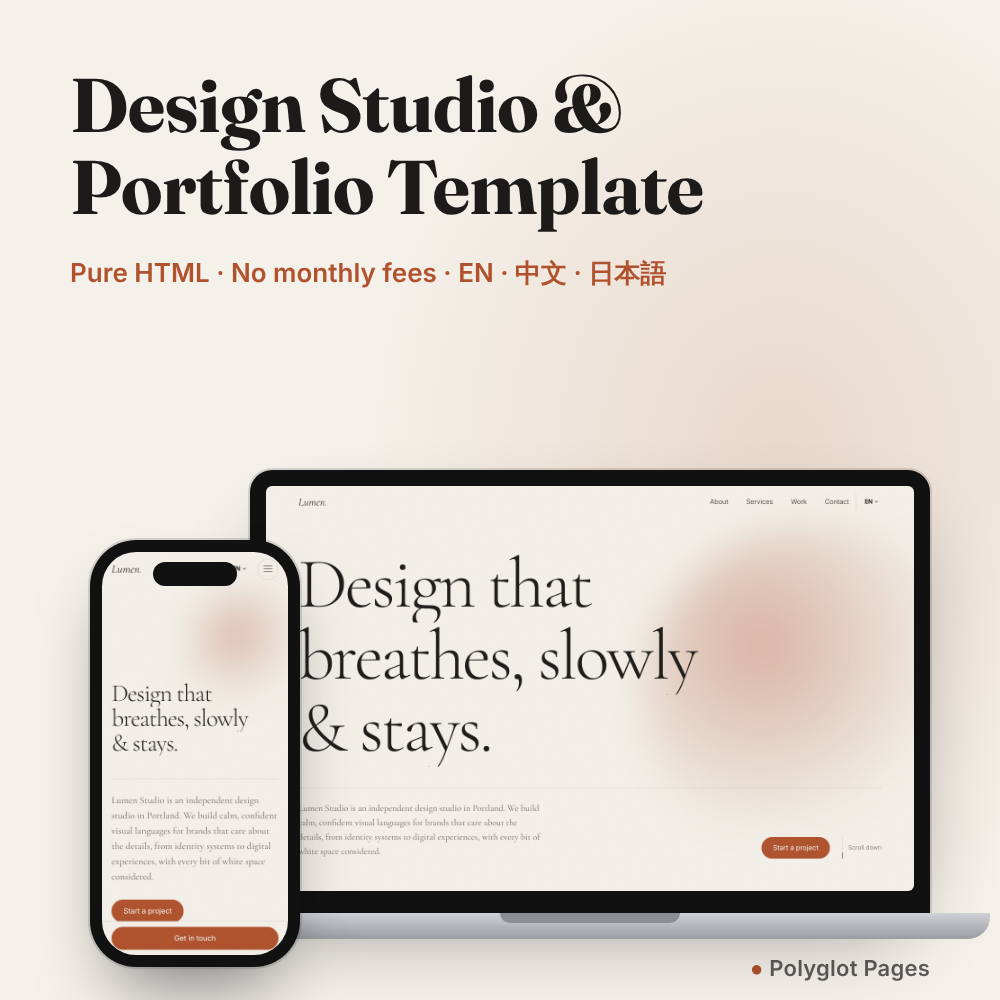 Design Studio &
Portfolio Template
Pure HTML · No monthly fees · EN · 中文 · 日本語
Lumen.
About Services Work Contact EN
Design that
breathes, slowly
& stays.
Lumen Studio is an independent design studio in Portland. We build
calm, confident visual languages for brands that care about the
details, from identity systems to digital experiences, with every bit of
white space considered.
Start a project
Scroll down
Lumen.
Design that
breathes, slowly
& stays.
Lumen Studio is an independent design
studio in Portland. We build calm, confident
visual languages for brands that care about
the details, from identity systems to digital
experiences, with every bit of white space
considered.
Start a project
Get in touch
Polyglot Pages